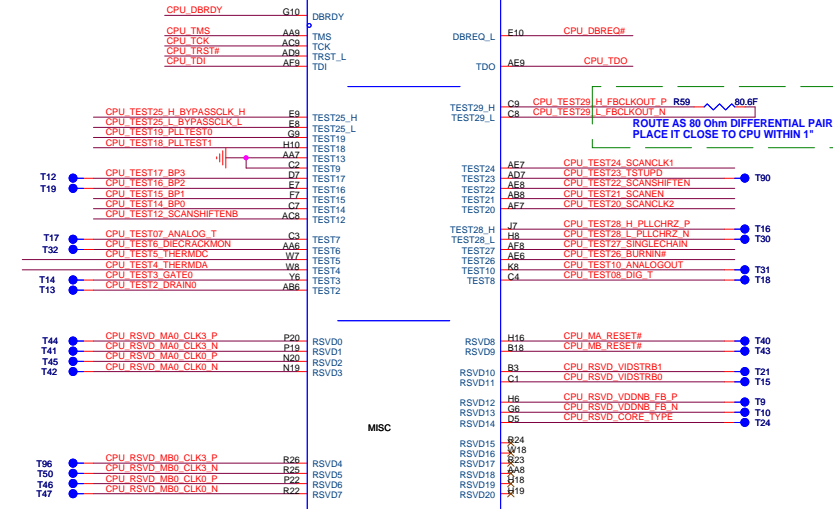 CPU_DBRDY G10 DBRDY
CPU_TMS AA9 TMS DBREQ_L E10 CPU_DBREQ#
CPU_TCK AC9 TCK
CPU_TRST# AD9 TRST_L
CPU_TDI AF9 TDI TDO AE9 CPU_TDO
TEST29_H C9 CPU_TEST29_H_FBCLKOUT_P R59 80.6F
CPU_TEST25_H_BYPASSCLK_H E9 TEST25_H TEST29_L C8 CPU_TEST29_L_FBCLKOUT_N
CPU_TEST25_L_BYPASSCLK_L E8 TEST25_L
ROUTE AS 80 Ohm DIFFERENTIAL PAIR
CPU_TEST19_PLLTEST0 G9 TEST19
PLACE IT CLOSE TO CPU WITHIN 1"
CPU_TEST18_PLLTEST1 H10 TEST18
AA7 TEST13
C2 TEST9 TEST24 AE7 CPU_TEST24_SCANCLK1
T12 CPU_TEST17_BP3 D7 TEST17 TEST23 AD7 CPU_TEST23_TSTUPD T90
T19 CPU_TEST16_BP2 E7 TEST16 TEST22 AE8 CPU_TEST22_SCANSHIFTEN
CPU_TEST15_BP1 F7 TEST15 TEST21 AB8 CPU_TEST21_SCANEN
CPU_TEST14_BP0 C7 TEST14 TEST20 AF7 CPU_TEST20_SCANCLK2
CPU_TEST12_SCANSHIFTENB AC8 TEST12
TEST28_H J7 CPU_TEST28_H_PLLCHRZ_P T16
T17 CPU_TEST07_ANALOG_T C3 TEST7 TEST28_L H8 CPU_TEST28_L_PLLCHRZ_N T30
T32 CPU_TEST6_DIECRACKMON AA6 TEST6 TEST27 AF8 CPU_TEST27_SINGLECHAIN
CPU_TEST5_THERMDC W7 TEST5 TEST26 AE6 CPU_TEST26_BURNIN#
CPU_TEST4_THERMDA W8 TEST4 TEST10 K8 CPU_TEST10_ANALOGOUT T31
T14 CPU_TEST3_GATE0 Y6 TEST3 TEST8 C4 CPU_TEST08_DIG_T T18
T13 CPU_TEST2_DRAIN0 AB6 TEST2
T44 CPU_RSVD_MA0_CLK3_P P20 RSVD0 RSVD8 H16 CPU_MA_RESET# T40
T41 CPU_RSVD_MA0_CLK3_N P19 RSVD1 RSVD9 B18 CPU_MB_RESET# T43
T45 CPU_RSVD_MA0_CLK0_P N20 RSVD2
T42 CPU_RSVD_MA0_CLK0_N N19 RSVD3 RSVD10 B3 CPU_RSVD_VIDSTRB1 T21
RSVD11 C1 CPU_RSVD_VIDSTRB0 T15
RSVD12 H6 CPU_RSVD_VDDNB_FB_P T9
RSVD13 G6 CPU_RSVD_VDDNB_FB_N T10
RSVD14 D5 CPU_RSVD_CORE_TYPE T24
MISC
RSVD15 R24
RSVD16 W18
T96 CPU_RSVD_MB0_CLK3_P R26 RSVD4 RSVD17 R23
T50 CPU_RSVD_MB0_CLK3_N R25 RSVD5 RSVD18 AA8
T46 CPU_RSVD_MB0_CLK0_P P22 RSVD6 RSVD19 H18
T47 CPU_RSVD_MB0_CLK0_N R22 RSVD7 RSVD20 H19